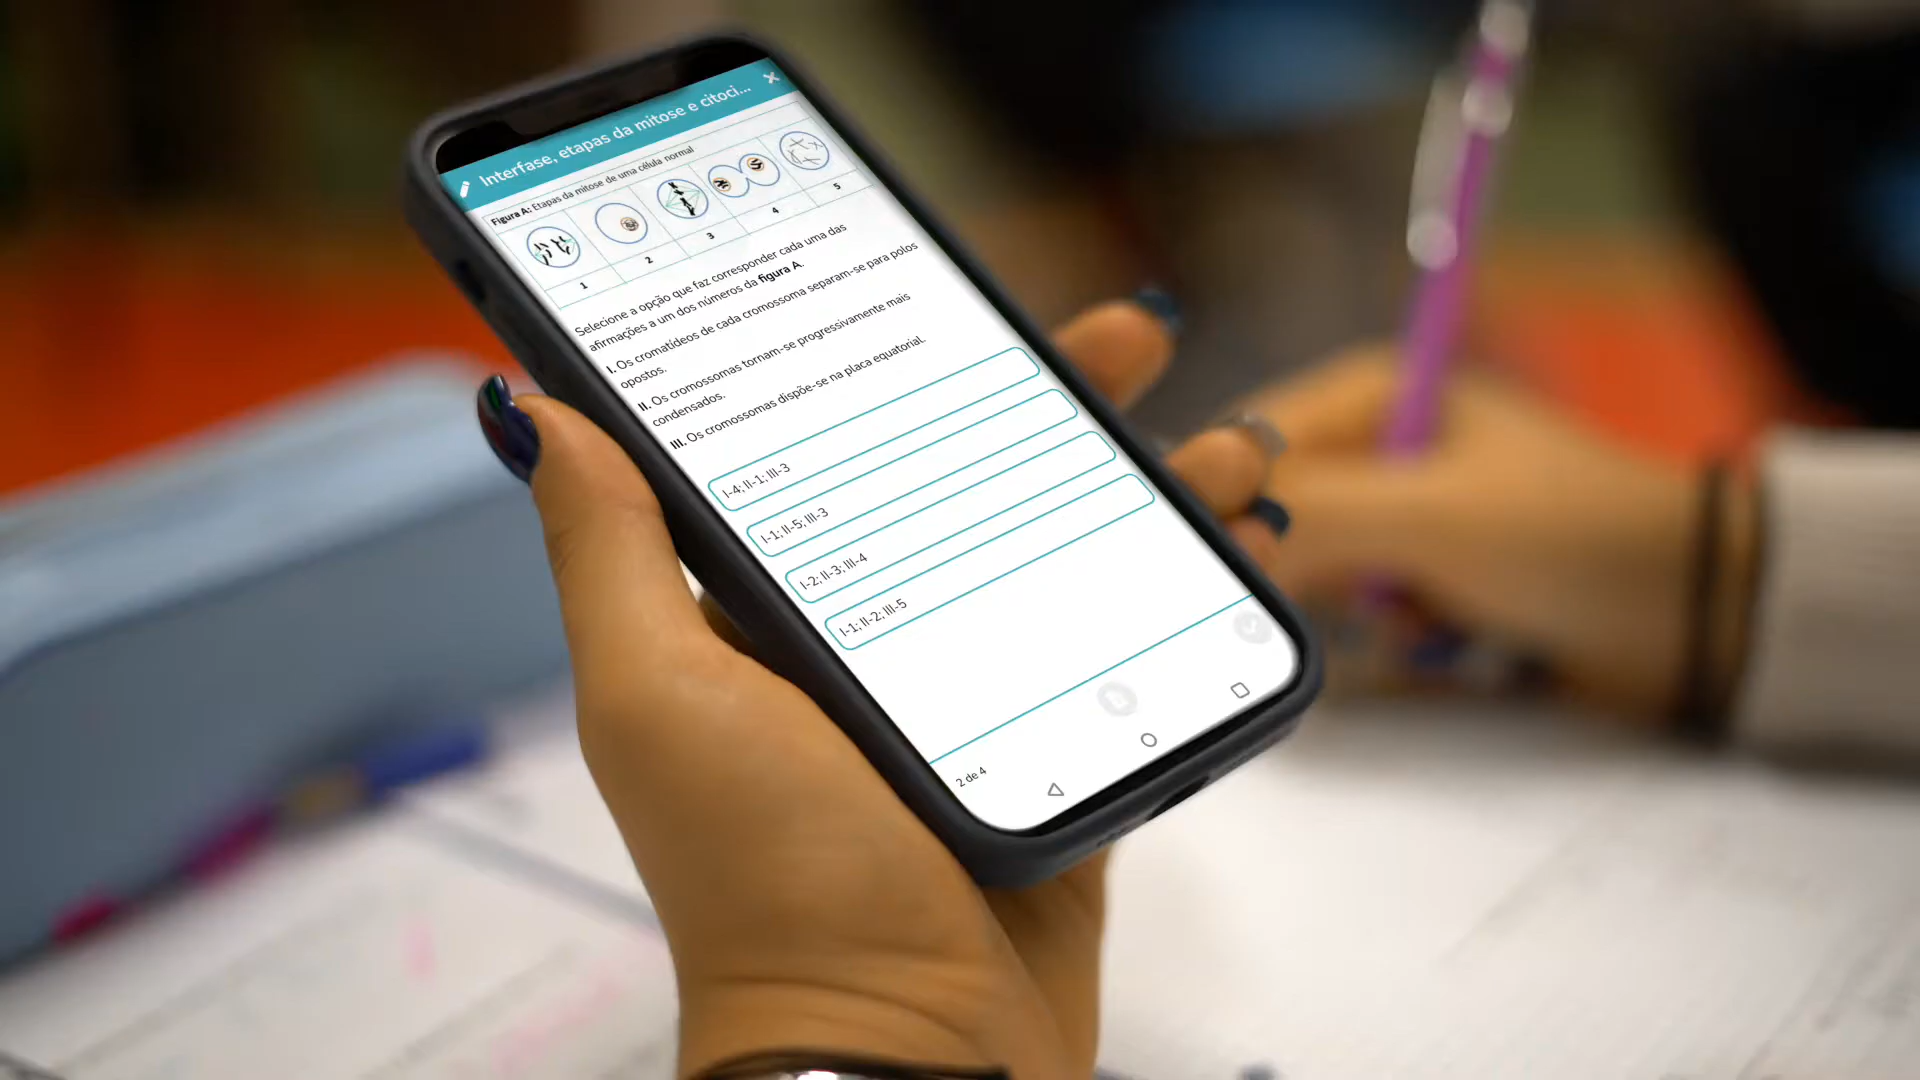 Interfase, etapas da mitose e citoci...
Figura A: Etapas da mitose de uma célula normal
1 2 3 4 5
Selecione a opção que faz corresponder cada uma das
afirmações a um dos números da figura A.
I. Os cromatídeos de cada cromossoma separam-se para polos
opostos.
II. Os cromossomas tornam-se progressivamente mais
condensados.
III. Os cromossomas dispõe-se na placa equatorial.
I-4; II-1; III-3
I-1; II-5; III-3
I-2; II-3; III-4
I-1; II-2; III-5
2 de 4